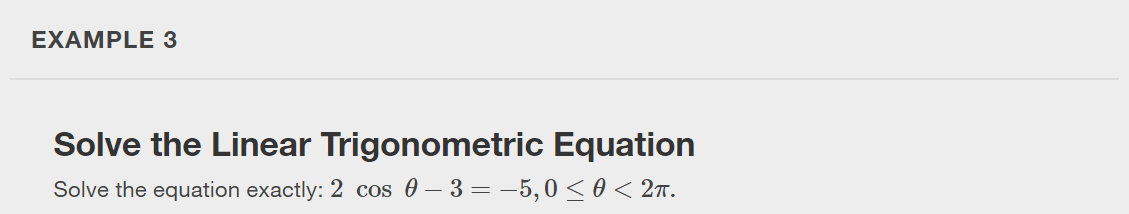 EXAMPLE 3
Solve the Linear Trigonometric Equation
Solve the equation exactly: 2 cos θ − 3 = −5, 0 ≤ θ < 2π.